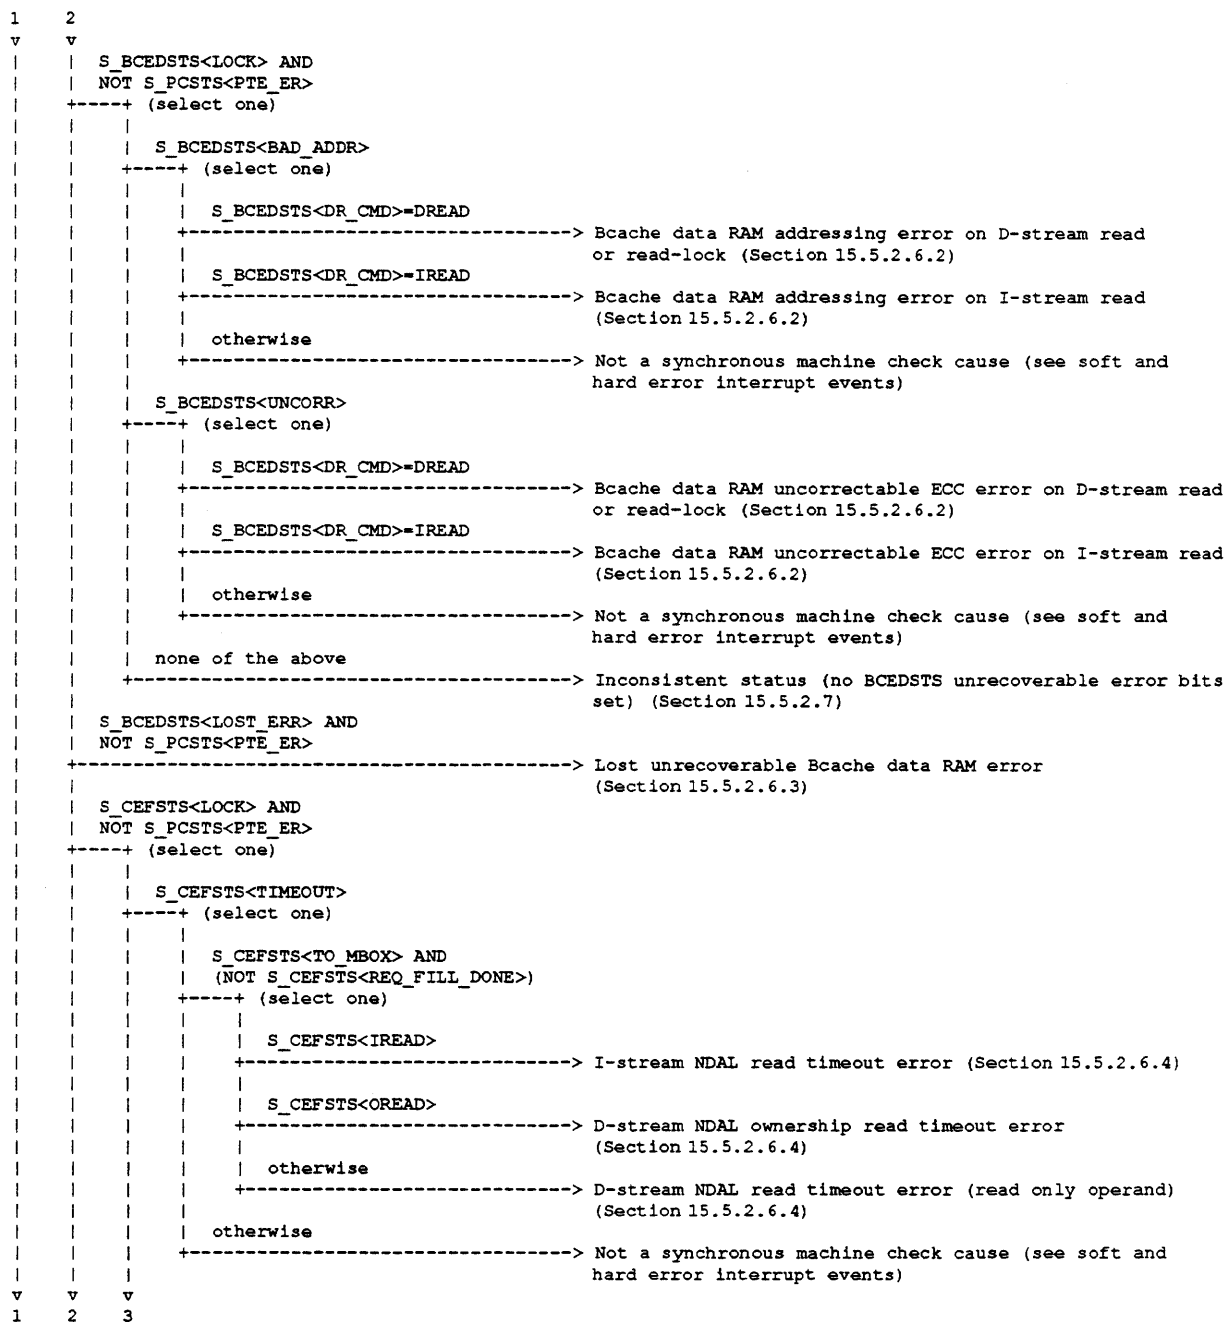 1 2
v v
S_BCEDSTS<LOCK> AND
NOT S_PCSTS<PTE_ER>
+----+ (select one)
S_BCEDSTS<BAD_ADDR>
+----+ (select one)
S_BCEDSTS<DR_CMD>=DREAD
+----------------------------------> Bcache data RAM addressing error on D-stream read
or read-lock (Section 15.5.2.6.2)
S_BCEDSTS<DR_CMD>=IREAD
+----------------------------------> Bcache data RAM addressing error on I-stream read
(Section 15.5.2.6.2)
otherwise
+----------------------------------> Not a synchronous machine check cause (see soft and
hard error interrupt events)
S_BCEDSTS<UNCORR>
+----+ (select one)
S_BCEDSTS<DR_CMD>=DREAD
+----------------------------------> Bcache data RAM uncorrectable ECC error on D-stream read
or read-lock (Section 15.5.2.6.2)
S_BCEDSTS<DR_CMD>=IREAD
+----------------------------------> Bcache data RAM uncorrectable ECC error on I-stream read
(Section 15.5.2.6.2)
otherwise
+----------------------------------> Not a synchronous machine check cause (see soft and
hard error interrupt events)
none of the above
+---------------------------------------> Inconsistent status (no BCEDSTS unrecoverable error bits
set) (Section 15.5.2.7)
S_BCEDSTS<LOST_ERR> AND
NOT S_PCSTS<PTE_ER>
+--------------------------------------------> Lost unrecoverable Bcache data RAM error
(Section 15.5.2.6.3)
S_CEFSTS<LOCK> AND
NOT S_PCSTS<PTE_ER>
+----+ (select one)
S_CEFSTS<TIMEOUT>
+----+ (select one)
S_CEFSTS<TO_MBOX> AND
(NOT S_CEFSTS<REQ_FILL_DONE>)
+----+ (select one)
S_CEFSTS<IREAD>
+-----------------------------> I-stream NDAL read timeout error (Section 15.5.2.6.4)
S_CEFSTS<OREAD>
+-----------------------------> D-stream NDAL ownership read timeout error
(Section 15.5.2.6.4)
otherwise
+-----------------------------> D-stream NDAL read timeout error (read only operand)
(Section 15.5.2.6.4)
otherwise
+----------------------------------> Not a synchronous machine check cause (see soft and
hard error interrupt events)
v v v
1 2 3